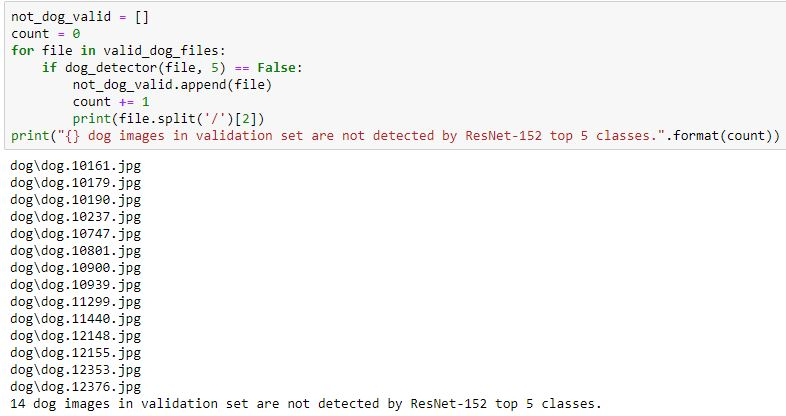 not_dog_valid = []
count = 0
for file in valid_dog_files:
    if dog_detector(file, 5) == False:
        not_dog_valid.append(file)
        count += 1
        print(file.split('/')[2])
print("{} dog images in validation set are not detected by ResNet-152 top 5 classes.".format(count))
dog\dog.10161.jpg
dog\dog.10179.jpg
dog\dog.10190.jpg
dog\dog.10237.jpg
dog\dog.10747.jpg
dog\dog.10801.jpg
dog\dog.10900.jpg
dog\dog.10939.jpg
dog\dog.11299.jpg
dog\dog.11440.jpg
dog\dog.12148.jpg
dog\dog.12155.jpg
dog\dog.12353.jpg
dog\dog.12376.jpg
14 dog images in validation set are not detected by ResNet-152 top 5 classes.